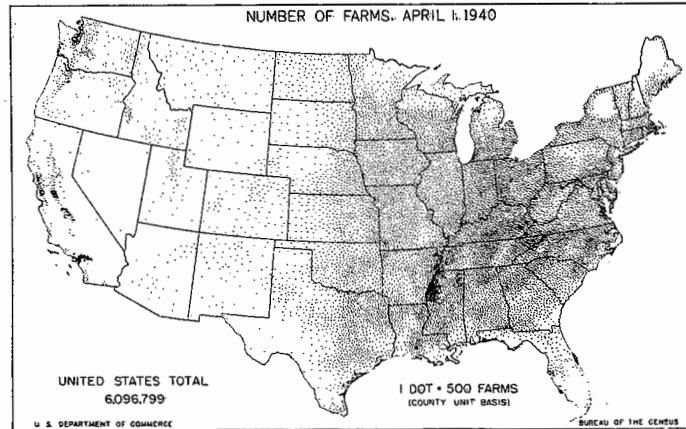 NUMBER OF FARMS, APRIL 1, 1940
UNITED STATES TOTAL
6,096,799
1 DOT = 500 FARMS
(COUNTY UNIT BASIS)
U. S. DEPARTMENT OF COMMERCE
BUREAU OF THE CENSUS